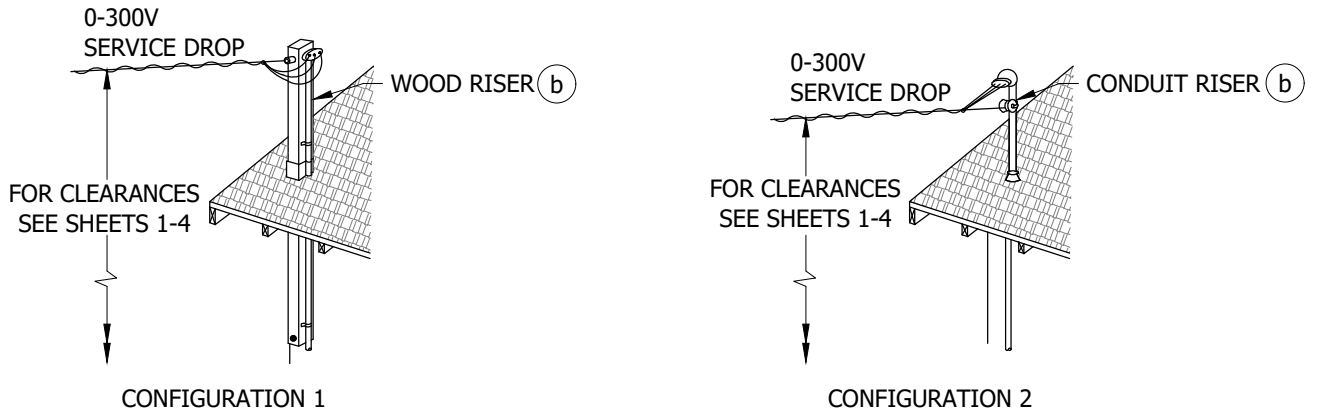 0-300V
SERVICE DROP
WOOD RISER b
FOR CLEARANCES
SEE SHEETS 1-4
CONFIGURATION 1
0-300V
SERVICE DROP
CONDUIT RISER b
FOR CLEARANCES
SEE SHEETS 1-4
CONFIGURATION 2